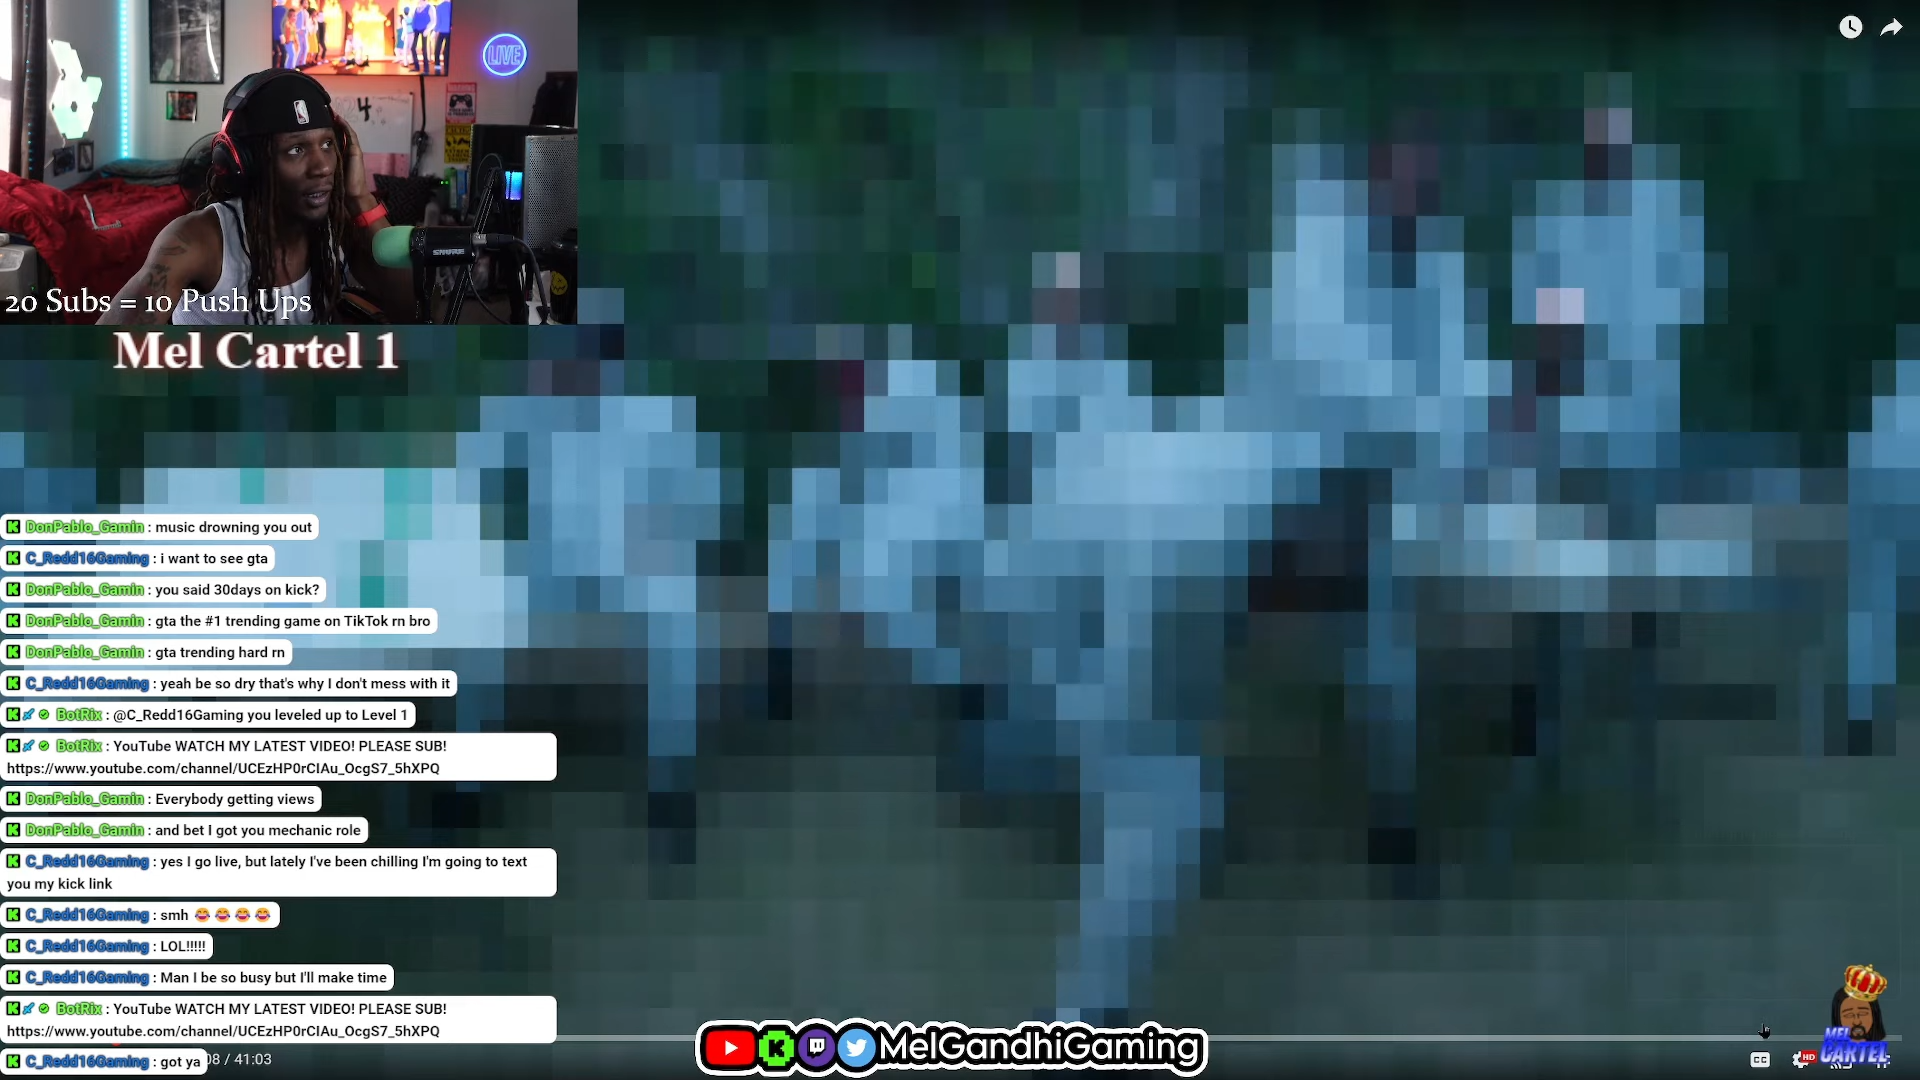 LIVE
4
SHURE
20 Subs = 10 Push Ups
Mel Cartel 1
DonPablo_Gamin : music drowning you out
C_Redd16Gaming : i want to see gta
DonPablo_Gamin : you said 30days on kick?
DonPablo_Gamin : gta the #1 trending game on TikTok rn bro
DonPablo_Gamin : gta trending hard rn
C_Redd16Gaming : yeah be so dry that's why I don't mess with it
BotRix : @C_Redd16Gaming you leveled up to Level 1
BotRix : YouTube WATCH MY LATEST VIDEO! PLEASE SUB!
https://www.youtube.com/channel/UCEzHP0rCIAu_OcgS7_5hXPQ
DonPablo_Gamin : Everybody getting views
DonPablo_Gamin : and bet I got you mechanic role
C_Redd16Gaming : yes I go live, but lately I've been chilling I'm going to text
you my kick link
C_Redd16Gaming : smh 😂 😂 😂 😂
C_Redd16Gaming : LOL!!!!!
C_Redd16Gaming : Man I be so busy but I'll make time
BotRix : YouTube WATCH MY LATEST VIDEO! PLEASE SUB!
https://www.youtube.com/channel/UCEzHP0rCIAu_OcgS7_5hXPQ
C_Redd16Gaming : got ya
08 / 41:03
K MelGandhiGaming
CC
HD
MEL
CARTEL